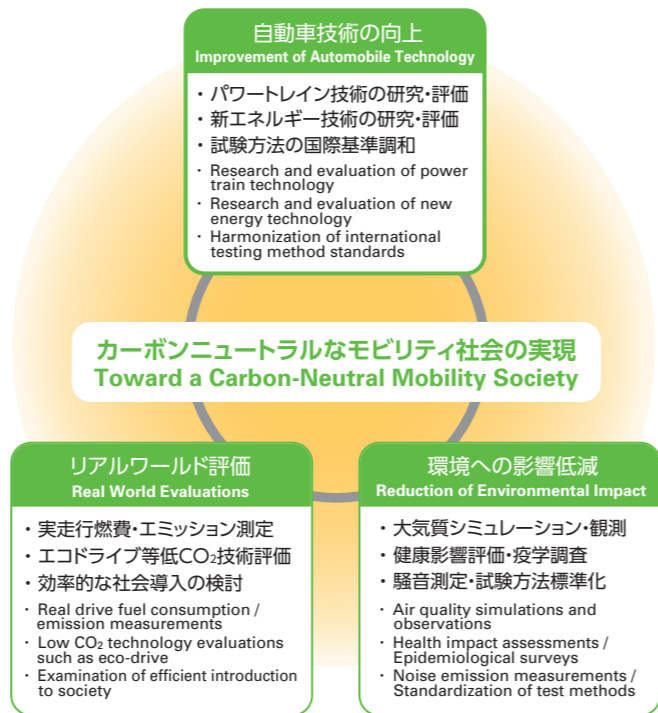 自動車技術の向上
Improvement of Automobile Technology
・パワートレイン技術の研究・評価
・新エネルギー技術の研究・評価
・試験方法の国際基準調和
・Research and evaluation of power
train technology
・Research and evaluation of new
energy technology
・Harmonization of international
testing method standards
カーボンニュートラルなモビリティ社会の実現
Toward a Carbon-Neutral Mobility Society
リアルワールド評価
Real World Evaluations
・実走行燃費・エミッション測定
・エコドライブ等低CO₂技術評価
・効率的な社会導入の検討
・Real drive fuel consumption /
emission measurements
・Low CO₂ technology evaluations
such as eco-drive
・Examination of efficient introduction
to society
環境への影響低減
Reduction of Environmental Impact
・大気質シミュレーション・観測
・健康影響評価・疫学調査
・騒音測定・試験方法標準化
・Air quality simulations and
observations
・Health impact assessments /
Epidemiological surveys
・Noise emission measurements /
Standardization of test methods